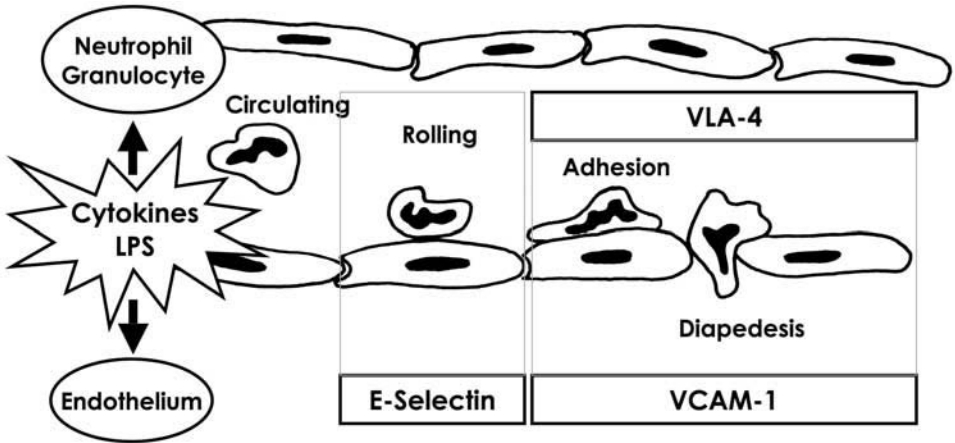 Neutrophil
Granulocyte
Circulating
Rolling
VLA-4
Adhesion
Cytokines
LPS
Diapedesis
Endothelium
E-Selectin
VCAM-1